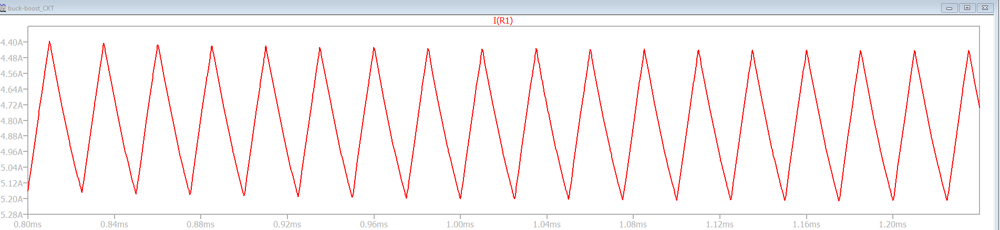 buck-boost_CKT
I(R1)
4.40A
4.48A
4.56A
4.64A
4.72A
4.80A
4.88A
4.96A
5.04A
5.12A
5.20A
5.28A
0.80ms 0.84ms 0.88ms 0.92ms 0.96ms 1.00ms 1.04ms 1.08ms 1.12ms 1.16ms 1.20ms